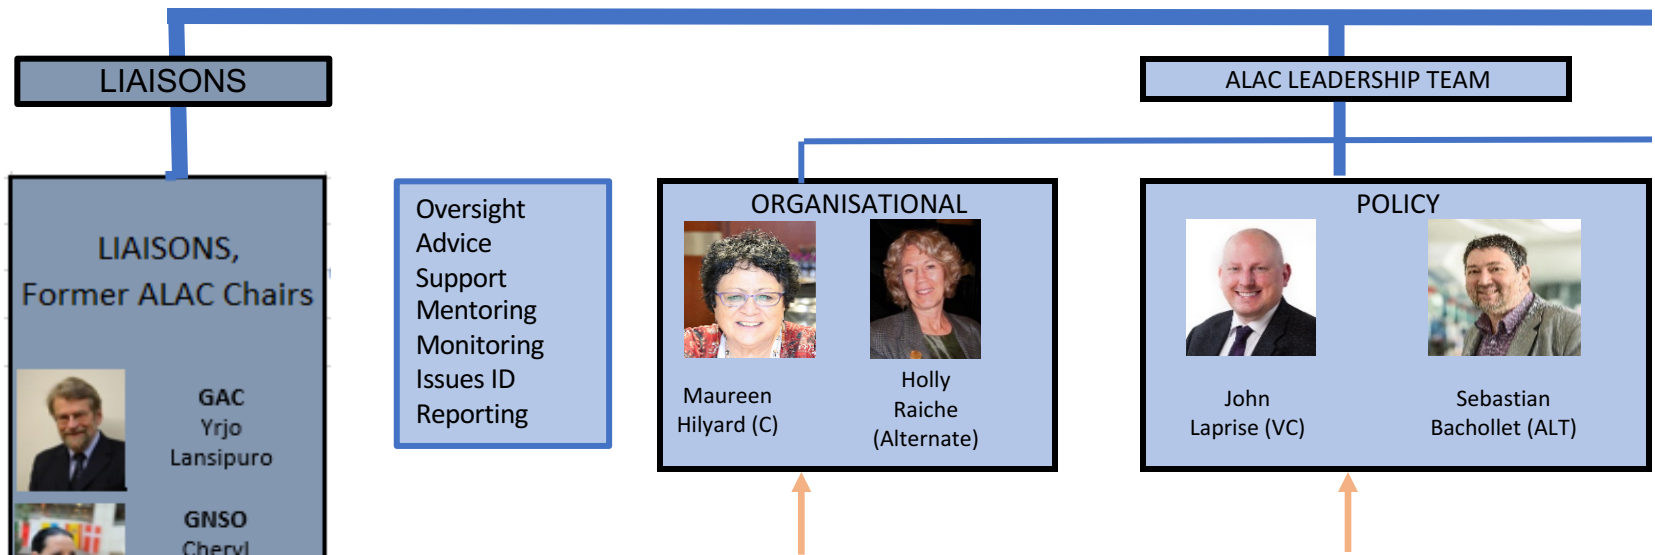 LIAISONS
ALAC LEADERSHIP TEAM
LIAISONS,
Former ALAC Chairs
GAC
Yrjo
Lansipuro
GNSO
Cheryl
Oversight
Advice
Support
Mentoring
Monitoring
Issues ID
Reporting
ORGANISATIONAL
Maureen
Hilyard (C)
Holly
Raiche
(Alternate)
POLICY
John
Laprise (VC)
Sebastian
Bachollet (ALT)